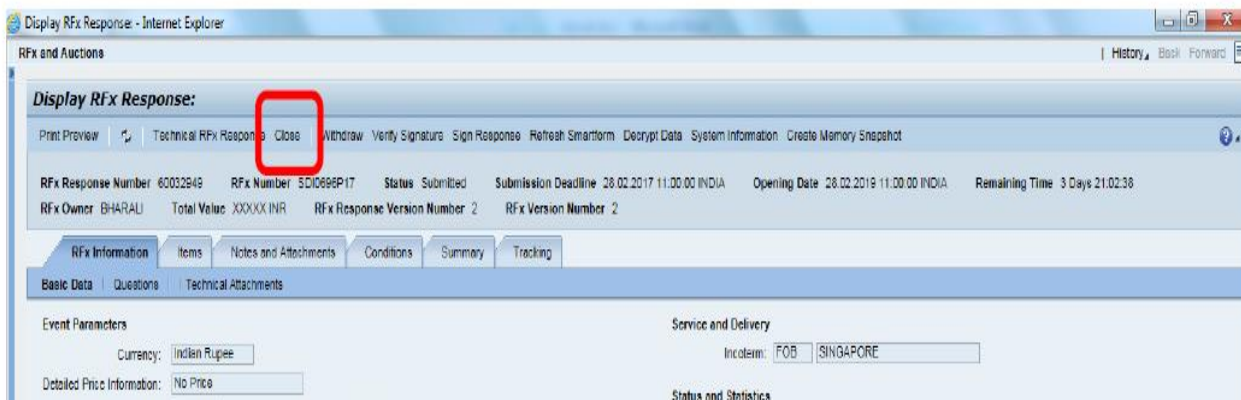 Display RFx Response: - Internet Explorer
RFx and Auctions
History Back Forward
Display RFx Response:
Print Preview Technical RFx Response Close Withdraw Verify Signature Sign Response Refresh Smartform Decrypt Data System Information Create Memory Snapshot
RFx Response Number 60032949 RFx Number SDI0696P17 Status Submitted Submission Deadline 28.02.2017 11:00:00 INDIA Opening Date 28.02.2019 11:00:00 INDIA Remaining Time 3 Days 21:02:38
RFx Owner BHARALI Total Value XXXXX INR RFx Response Version Number 2 RFx Version Number 2
RFx Information Items Notes and Attachments Conditions Summary Tracking
Basic Data Questions Technical Attachments
Event Parameters Service and Delivery
Currency: Indian Rupee Incoterm: FOB SINGAPORE
Detailed Price Information: No Price
Status and Statistics